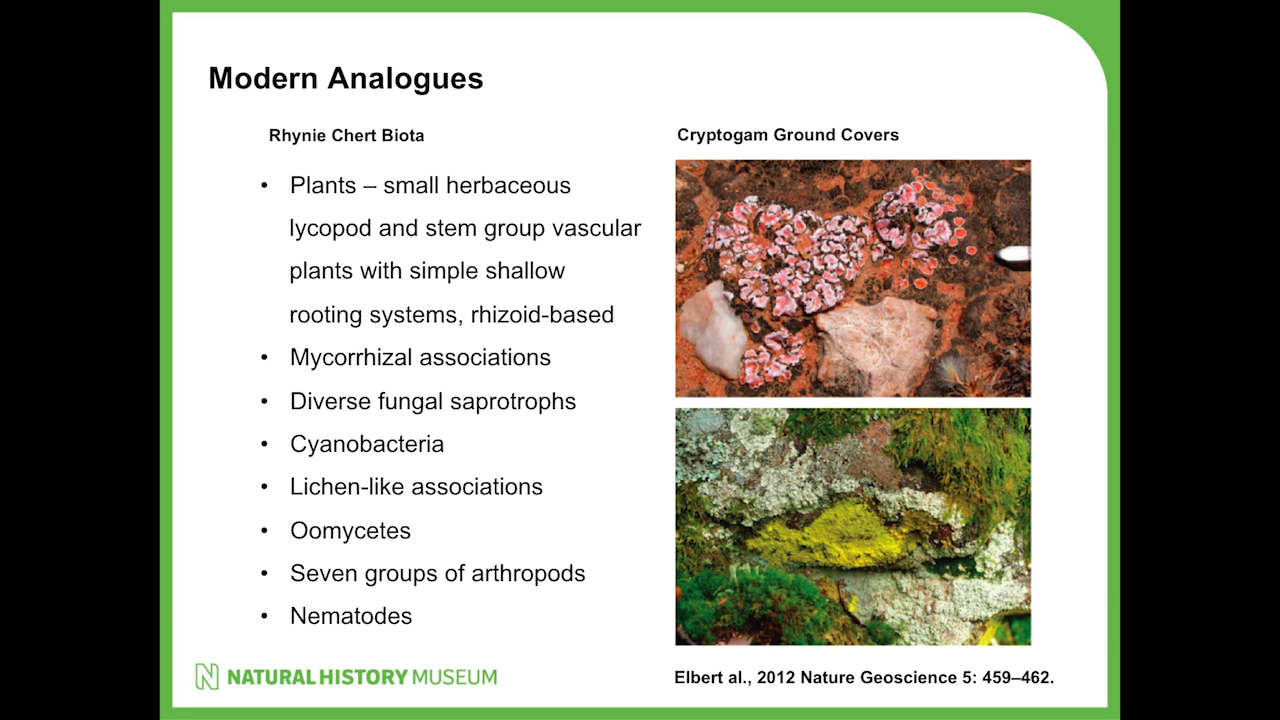 Modern Analogues
Rhynie Chert Biota
• Plants – small herbaceous
lycopod and stem group vascular
plants with simple shallow
rooting systems, rhizoid-based
• Mycorrhizal associations
• Diverse fungal saprotrophs
• Cyanobacteria
• Lichen-like associations
• Oomycetes
• Seven groups of arthropods
• Nematodes
Cryptogam Ground Covers
Elbert al., 2012 Nature Geoscience 5: 459–462.
N NATURAL HISTORY MUSEUM